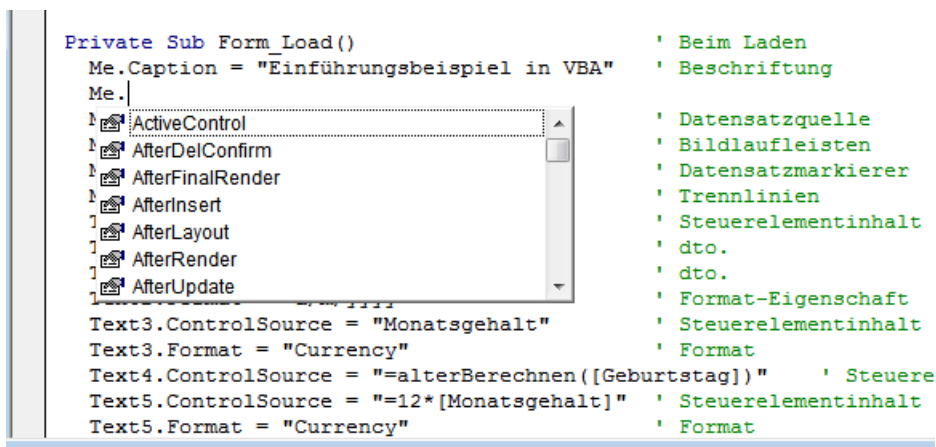 Private Sub Form_Load() ' Beim Laden
Me.Caption = "Einführungsbeispiel in VBA" ' Beschriftung
Me.
ActiveControl ' Datensatzquelle
AfterDelConfirm ' Bildlaufleisten
AfterFinalRender ' Datensatzmarkierer
AfterInsert ' Trennlinien
AfterLayout ' Steuerelementinhalt
AfterRender ' dto.
AfterUpdate ' dto.
' Format-Eigenschaft
Text3.ControlSource = "Monatsgehalt" ' Steuerelementinhalt
Text3.Format = "Currency" ' Format
Text4.ControlSource = "=alterBerechnen([Geburtstag])" ' Steuere
Text5.ControlSource = "=12*[Monatsgehalt]" ' Steuerelementinhalt
Text5.Format = "Currency" ' Format